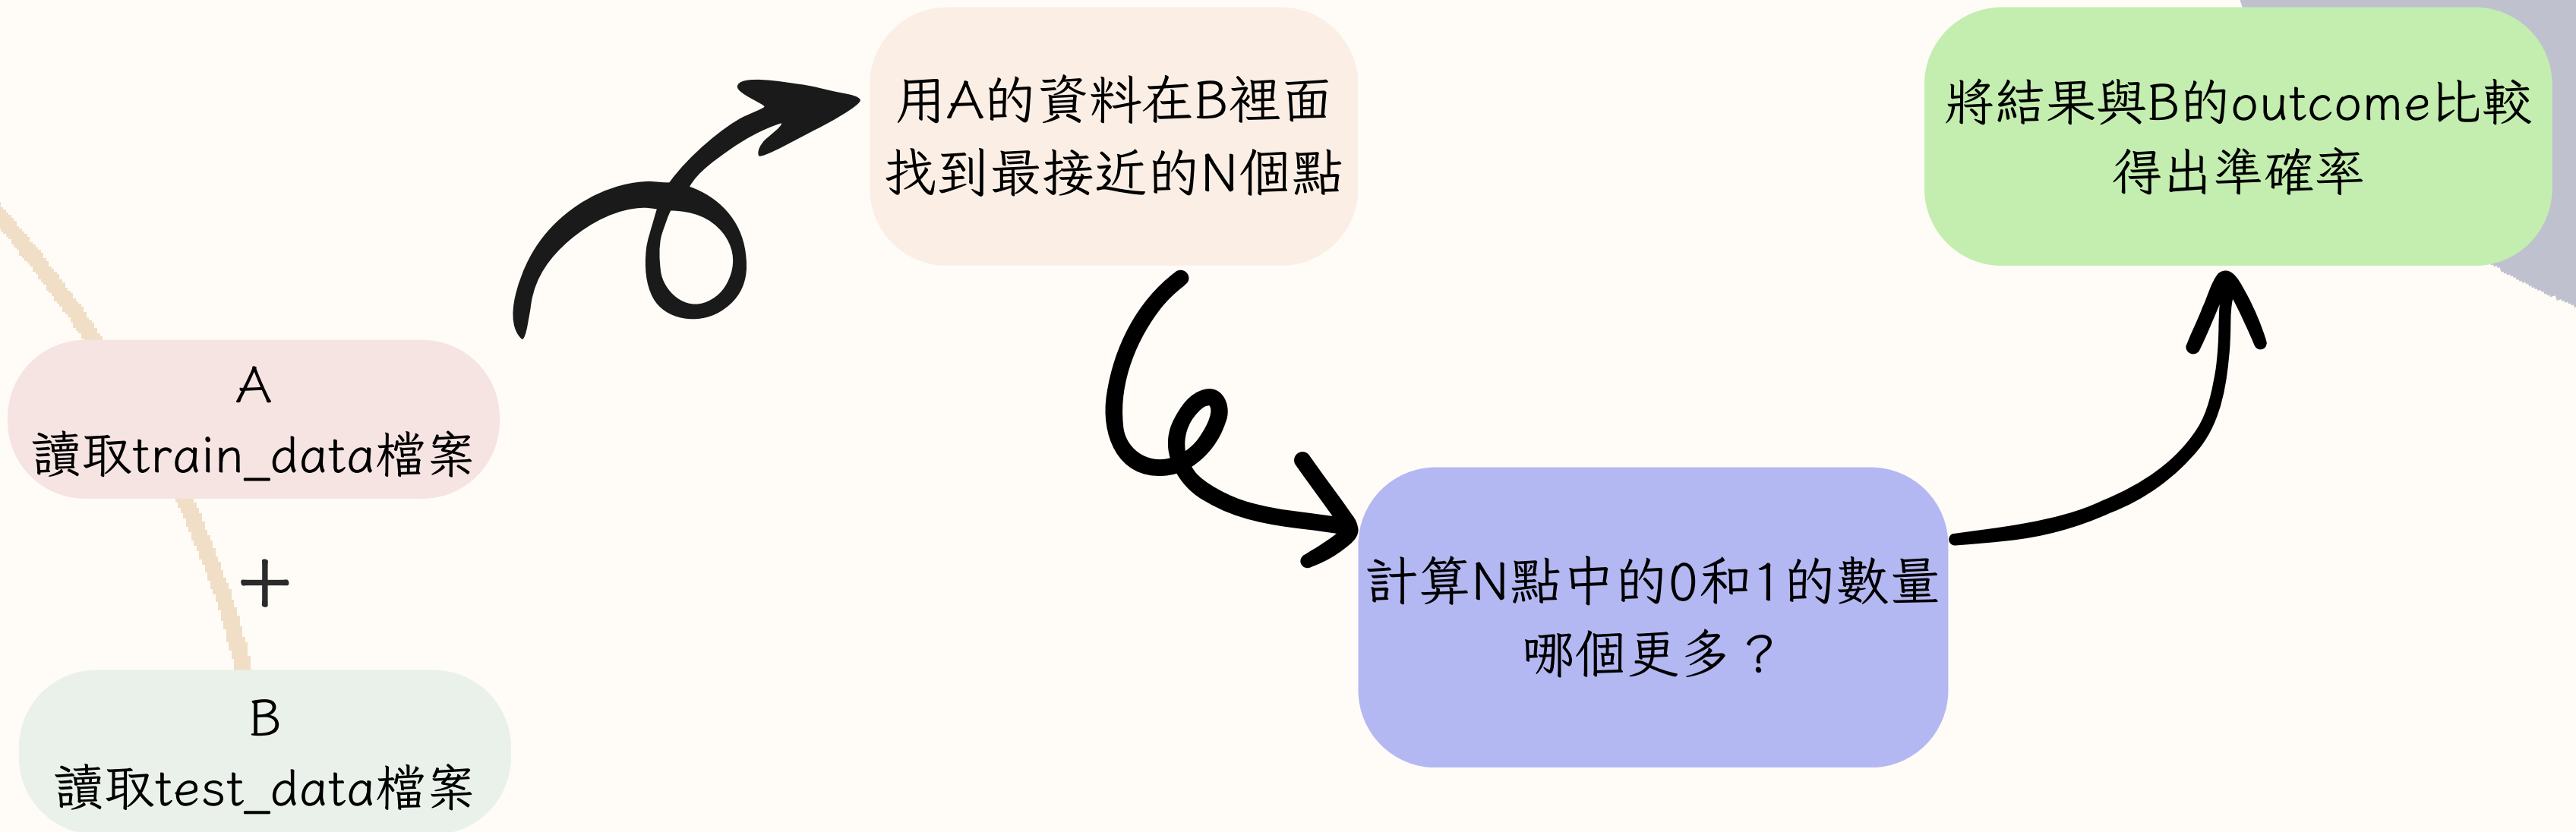 A
讀取train_data檔案
+
B
讀取test_data檔案
用A的資料在B裡面
找到最接近的N個點
計算N點中的0和1的數量
哪個更多？
將結果與B的outcome比較
得出準確率